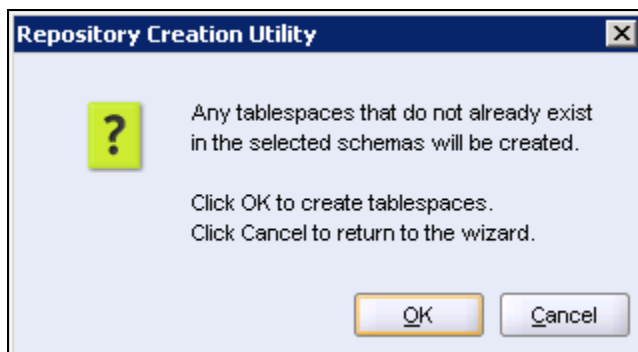 Repository Creation Utility
?
Any tablespaces that do not already exist
in the selected schemas will be created.
Click OK to create tablespaces.
Click Cancel to return to the wizard.
OK
Cancel